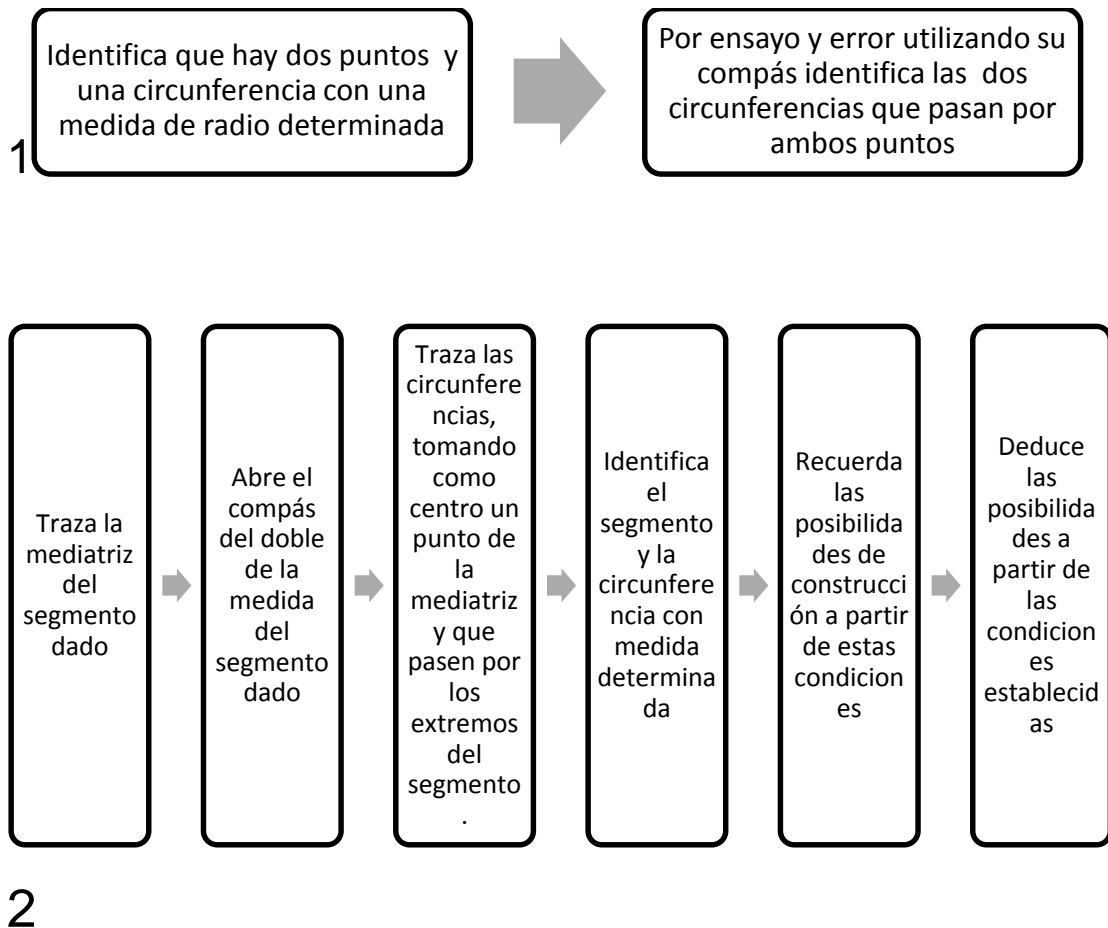 Identifica que hay dos puntos y
una circunferencia con una
medida de radio determinada
Por ensayo y error utilizando su
compás identifica las dos
circunferencias que pasan por
ambos puntos
1
Traza la
mediatriz
del
segmento
dado
Abre el
compás
del doble
de la
medida
del
segmento
dado
Traza las
circunfere
ncias,
tomando
como
centro un
punto de
la
mediatriz
y que
pasen por
los
extremos
del
segmento
.
Identifica
el
segmento
y la
circunfere
ncia con
medida
determina
da
Recuerda
las
posibilida
des de
construcci
ón a partir
de estas
condicion
es
Deduce
las
posibilida
des a
partir de
las
condicion
es
establecid
as
2